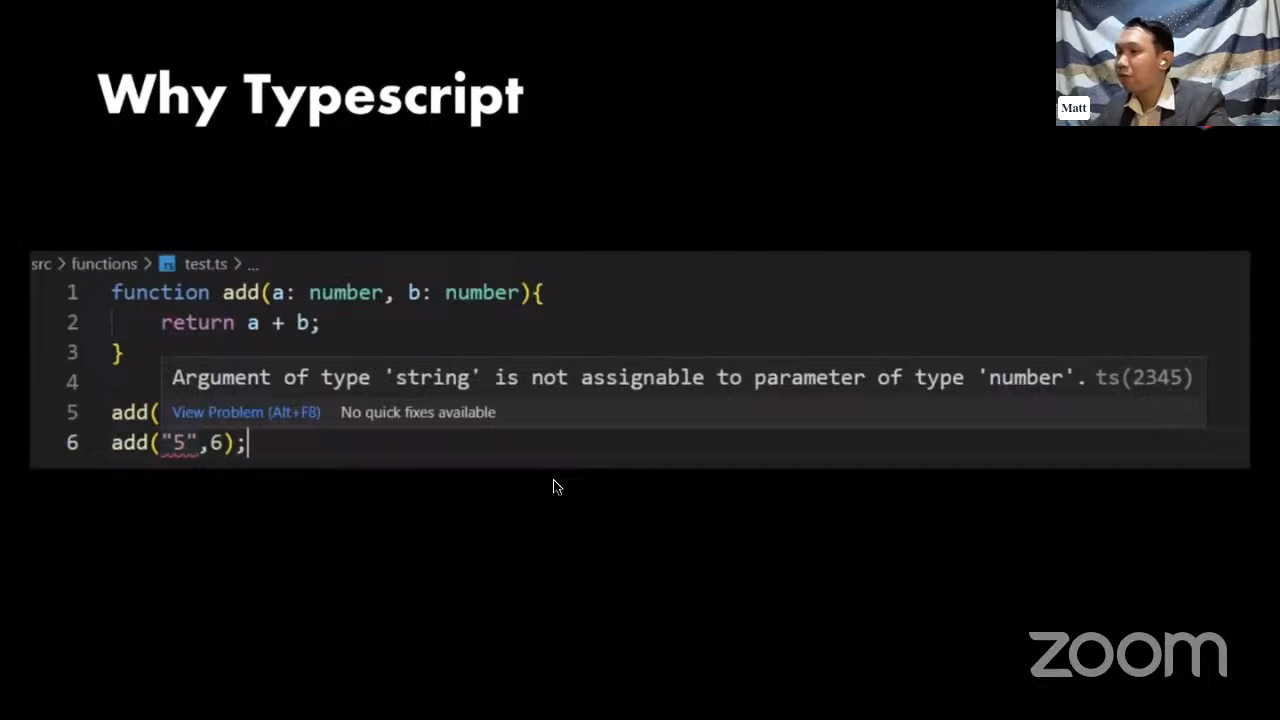 Why Typescript
Matt
src > functions > TS test.ts > ...
1 function add(a: number, b: number){
2 return a + b;
3 }
Argument of type 'string' is not assignable to parameter of type 'number'. ts(2345)
4
View Problem (Alt+F8) No quick fixes available
5 add(
6 add("5",6);
zoom